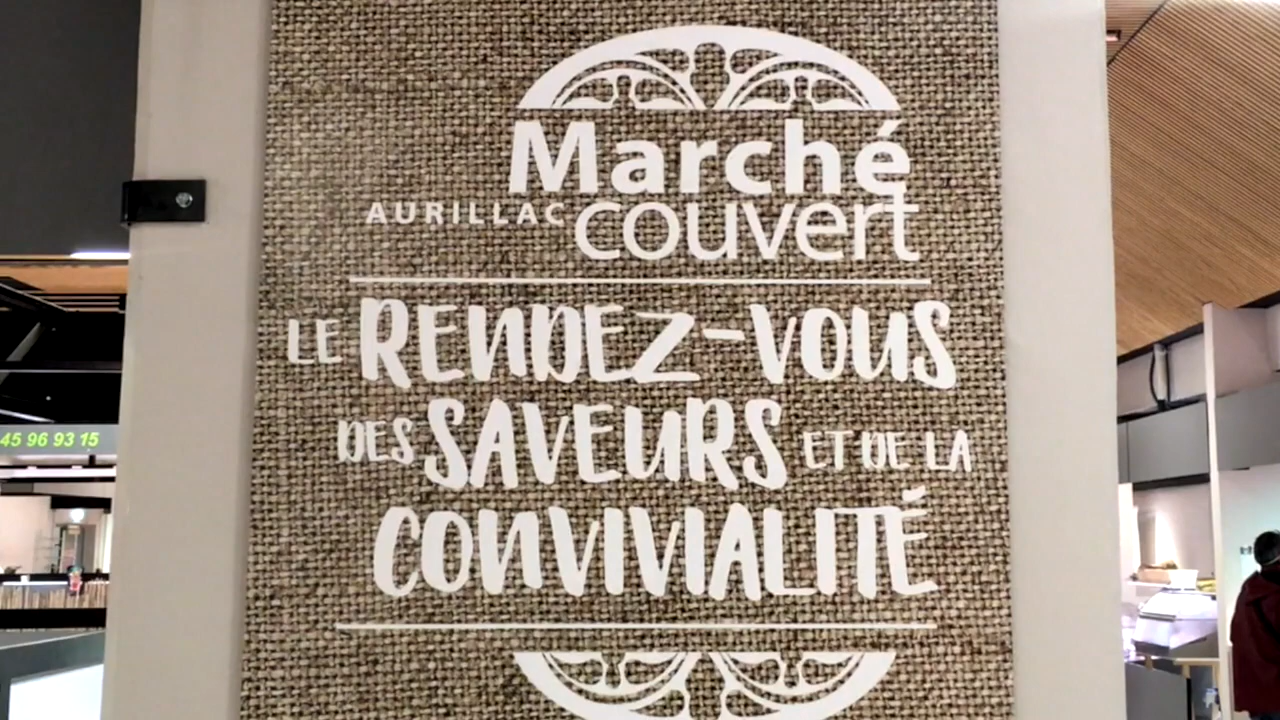 Marché
AURILLAC couvert
LE RENDEZ-VOUS
DES SAVEURS ET DE LA
CONVIVIALITÉ
45 96 93 15